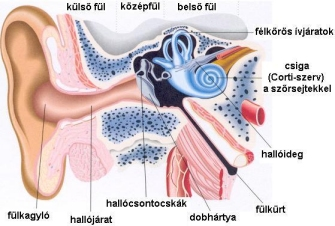 külső fül
középfül
belső fül
félkörös ívjáratok
csiga
(Corti-szerv)
a szőrsejtekkel
hallóideg
fülkürt
dobhártya
hallócsontocskák
hallójárat
fülkagyló